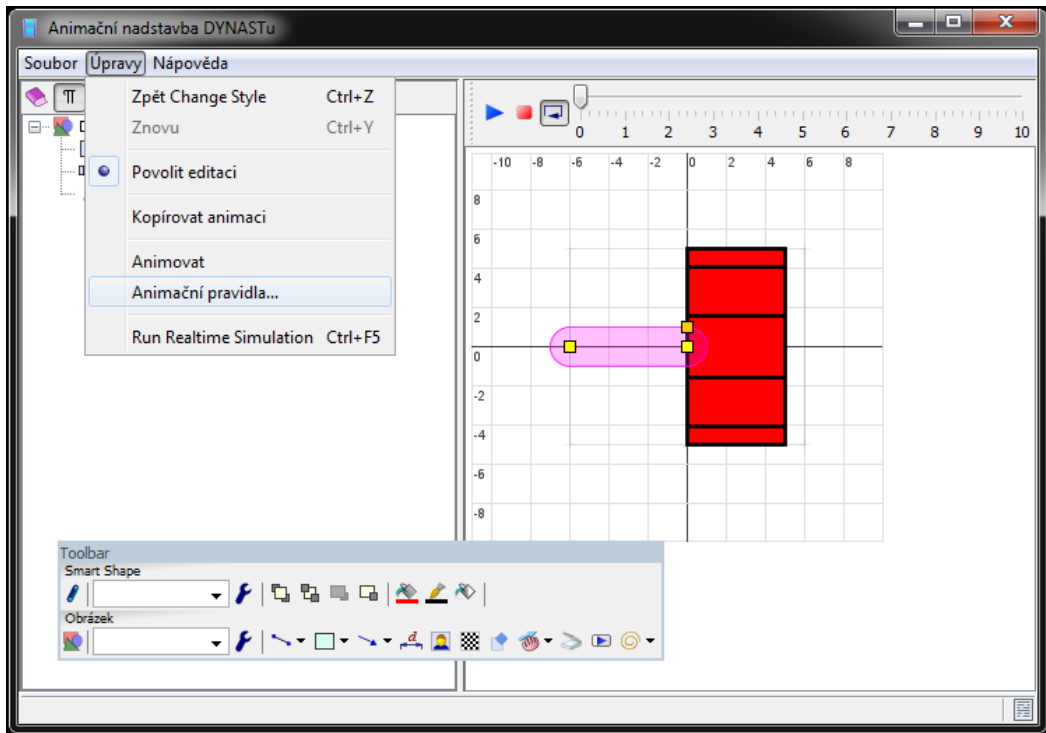 Animační nadstavba DYNASTu
Soubor Úpravy Nápověda
Zpět Change Style Ctrl+Z
Znovu Ctrl+Y
Povolit editaci
Kopírovat animaci
Animovat
Animační pravidla...
Run Realtime Simulation Ctrl+F5
0 1 2 3 4 5 6 7 8 9 10
-10 -8 -6 -4 -2 0 2 4 6 8
8
6
4
2
0
-2
-4
-6
-8
Toolbar
Smart Shape
Obrázek
d